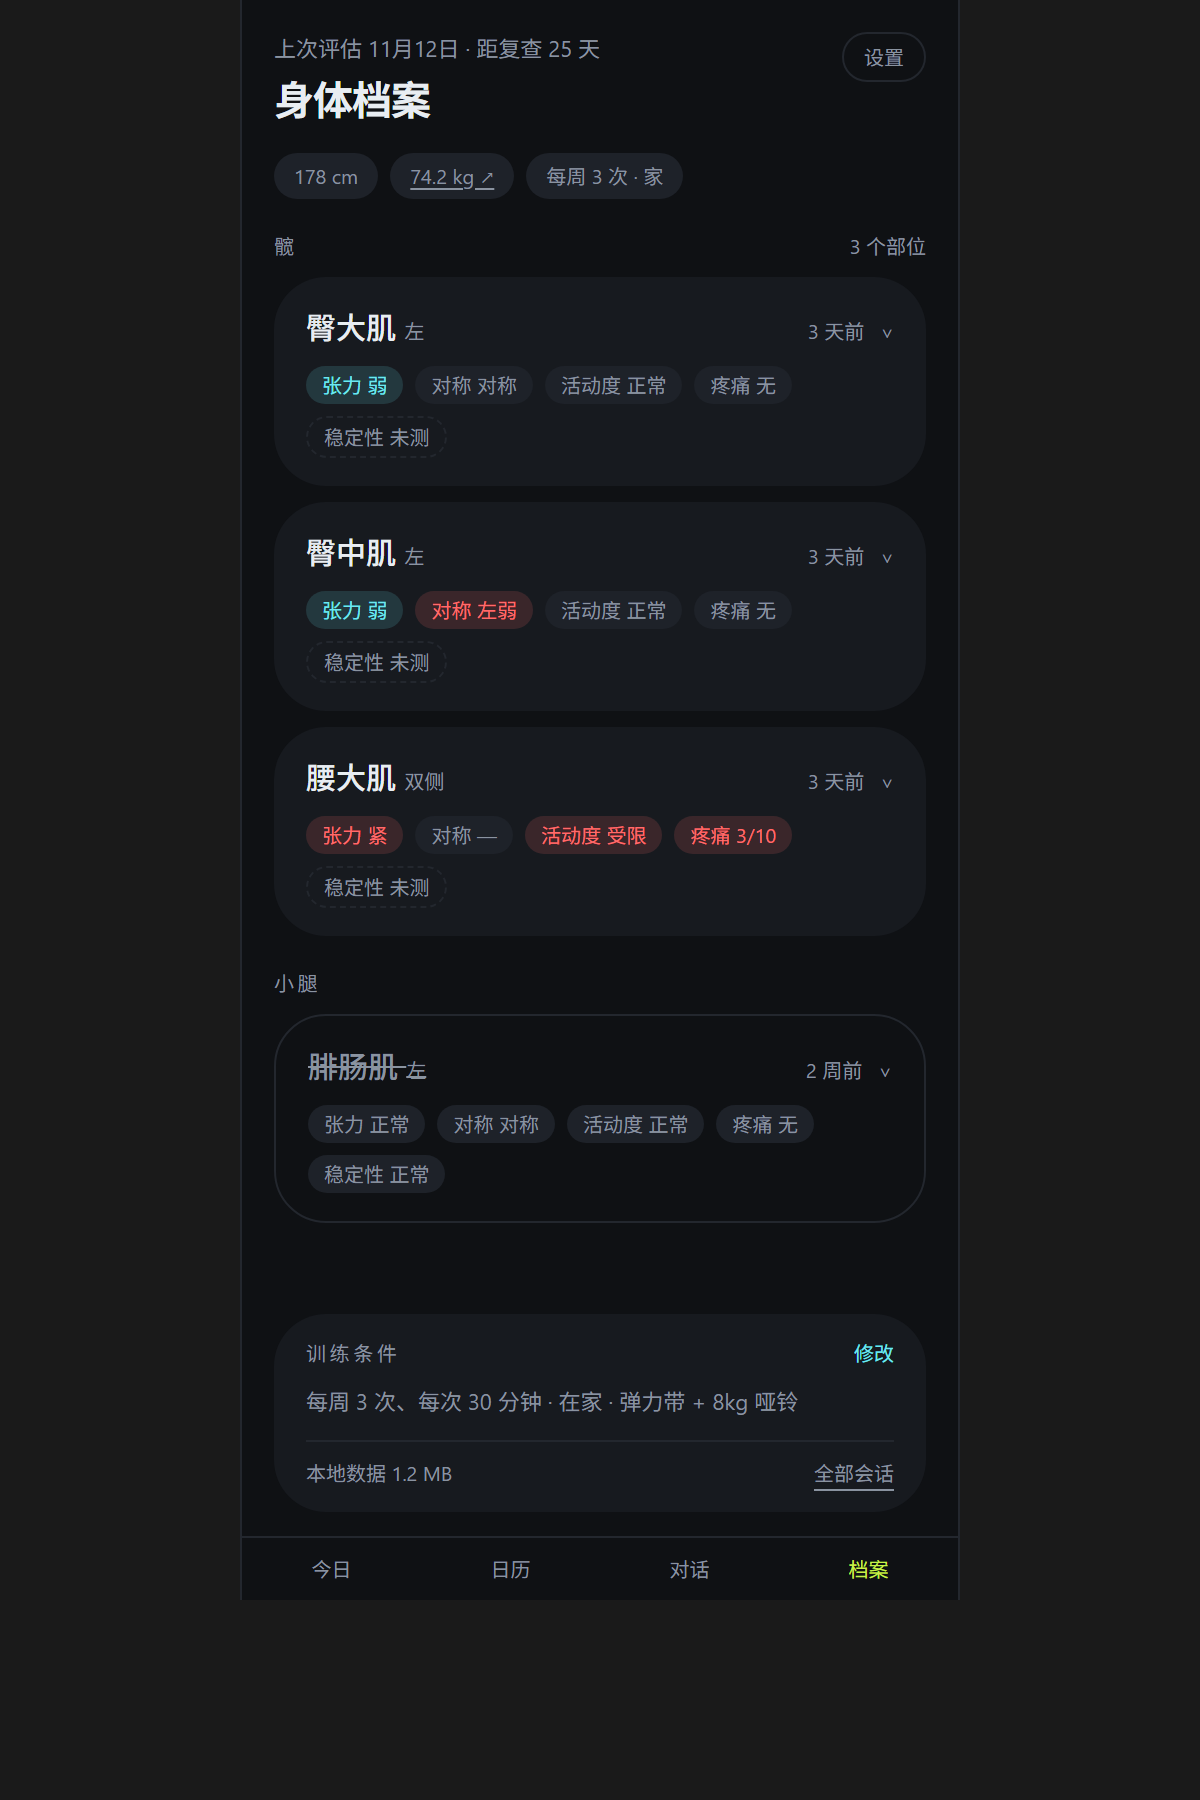 上次评估 11月12日 · 距复查 25 天
设置
身体档案
178 cm
74.2 kg ↗
每周 3 次 · 家
髋
3 个部位
臀大肌 左
3 天前
张力 弱
对称 对称
活动度 正常
疼痛 无
稳定性 未测
臀中肌 左
3 天前
张力 弱
对称 左弱
活动度 正常
疼痛 无
稳定性 未测
腰大肌 双侧
3 天前
张力 紧
对称 —
活动度 受限
疼痛 3/10
稳定性 未测
小腿
腓肠肌 左
2 周前
张力 正常
对称 对称
活动度 正常
疼痛 无
稳定性 正常
训练条件
修改
每周 3 次、每次 30 分钟 · 在家 · 弹力带 + 8kg 哑铃
本地数据 1.2 MB
全部会话
今日
日历
对话
档案